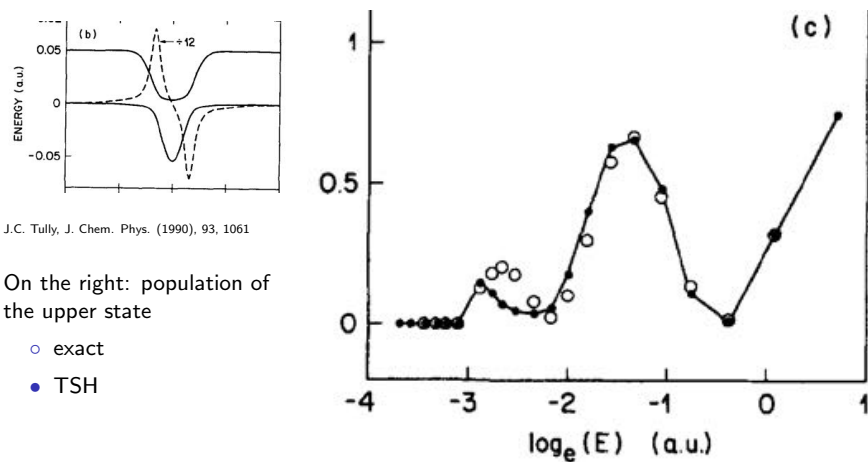 (b)
÷12
0.05
0
-0.05
ENERGY (a.u.)
J.C. Tully, J. Chem. Phys. (1990), 93, 1061
On the right: population of
the upper state
exact
TSH
(c)
1
0.5
0
-4 -3 -2 -1 0 1
logₑ(E) (a.u.)